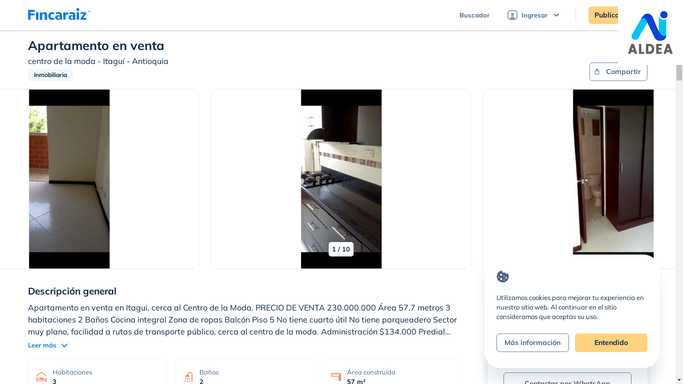 Fincaraiz
Buscador
Ingresar
Public
ALDEA
Apartamento en venta
centro de la moda - Itaguí - Antioquia
Inmobiliaria
Compartir
1 / 10
Descripción general
Apartamento en venta en Itagui, cerca al Centro de la Moda. PRECIO DE VENTA 230.000.000 Área 57.7 metros 3
habitaciones 2 Baños Cocina integral Zona de ropas Balcón Piso 5 No tiene cuarto útil No tiene parqueadero Sector
muy plano, facilidad a rutas de transporte público, cerca al centro de la moda. Administración $134.000 Predial...
Leer más
Habitaciones
3
Baños
2
Área construida
57 m²
Utilizamos cookies para mejorar tu experiencia en
nuestro sitio web. Al continuar en el sitio
consideramos que aceptas su uso.
Más información
Entendido
Contactar por WhatsApp